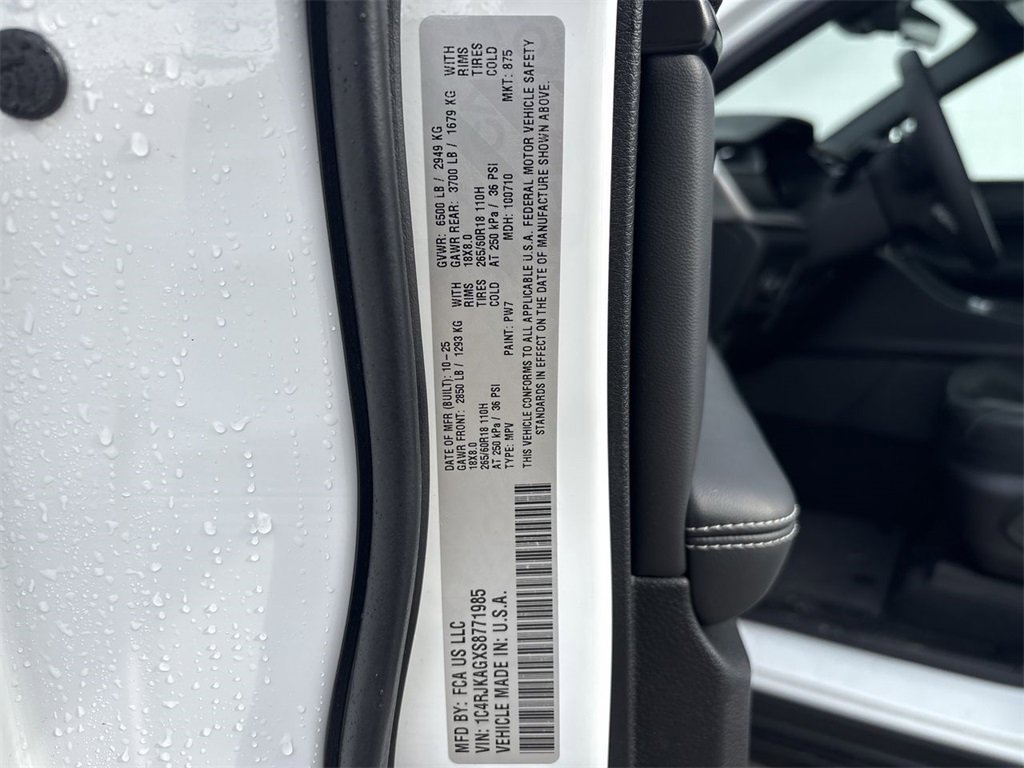 MFD BY: FCA US LLC
VIN: 1C4RJKAGXS8771985
VEHICLE MADE IN: U.S.A.
DATE OF MFR (BUILT): 10-25 GVWR: 6500 LB / 2949 KG
GAWR FRONT: 2850 LB / 1293 KG WITH GAWR REAR: 3700 LB / 1679 KG WITH
18X8.0 RIMS 18X8.0 RIMS
265/60R18 110H TIRES 265/60R18 110H TIRES
AT 250 kPa / 36 PSI COLD AT 250 kPa / 36 PSI COLD
TYPE: MPV PAINT: PW7 MDH: 100710 MKT: 875
THIS VEHICLE CONFORMS TO ALL APPLICABLE U.S.A. FEDERAL MOTOR VEHICLE SAFETY
STANDARDS IN EFFECT ON THE DATE OF MANUFACTURE SHOWN ABOVE.